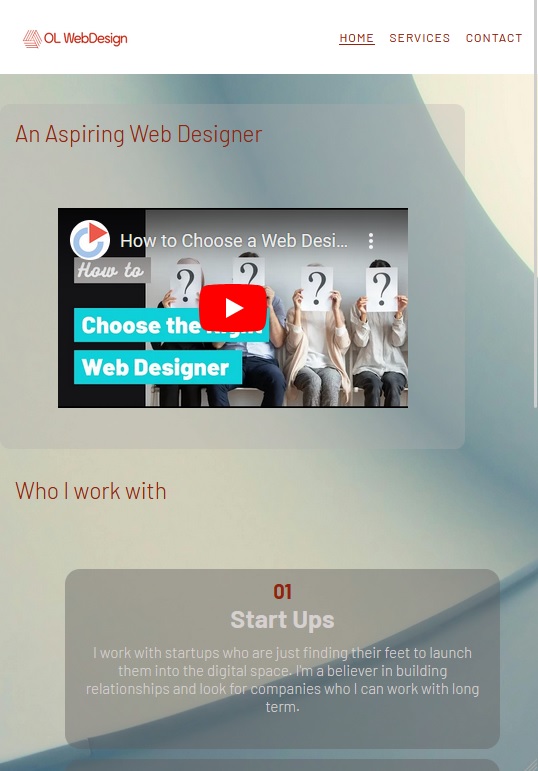 OL WebDesign
HOME SERVICES CONTACT
An Aspiring Web Designer
How to Choose a Web Desi...
How to
Choose the Right
Web Designer
? ? ? ?
Who I work with
01
Start Ups
I work with startups who are just finding their feet to launch
them into the digital space. I'm a believer in building
relationships and look for companies who I can work with long
term.